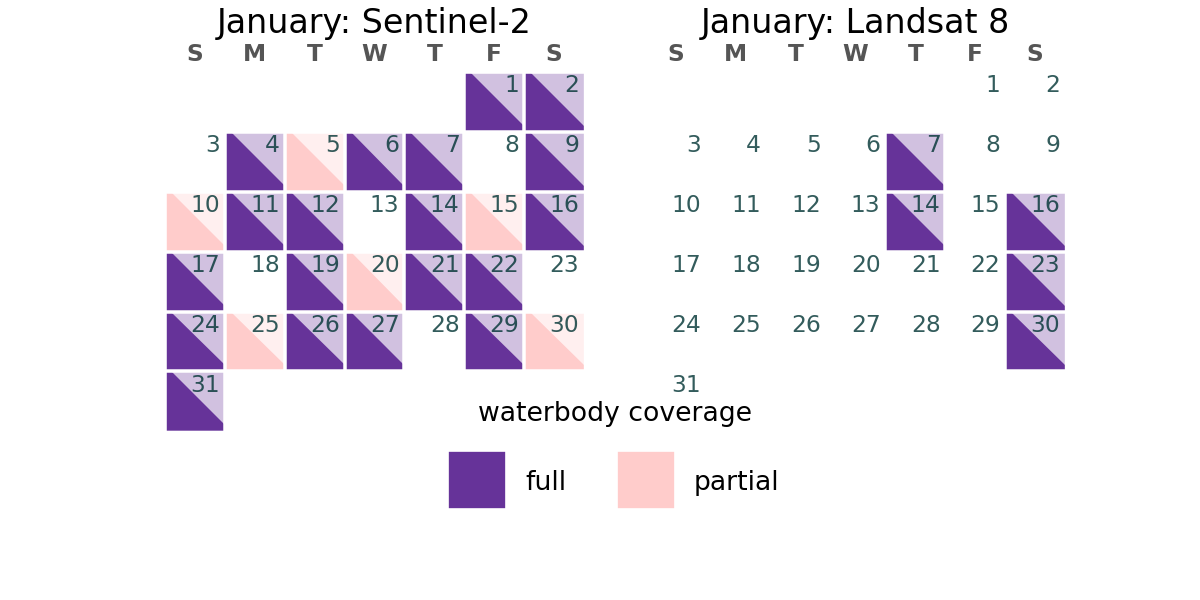 January: Sentinel-2
S M T W T F S
1 2
3 4 5 6 7 8 9
10 11 12 13 14 15 16
17 18 19 20 21 22 23
24 25 26 27 28 29 30
31
January: Landsat 8
S M T W T F S
1 2
3 4 5 6 7 8 9
10 11 12 13 14 15 16
17 18 19 20 21 22 23
24 25 26 27 28 29 30
31
waterbody coverage
full partial